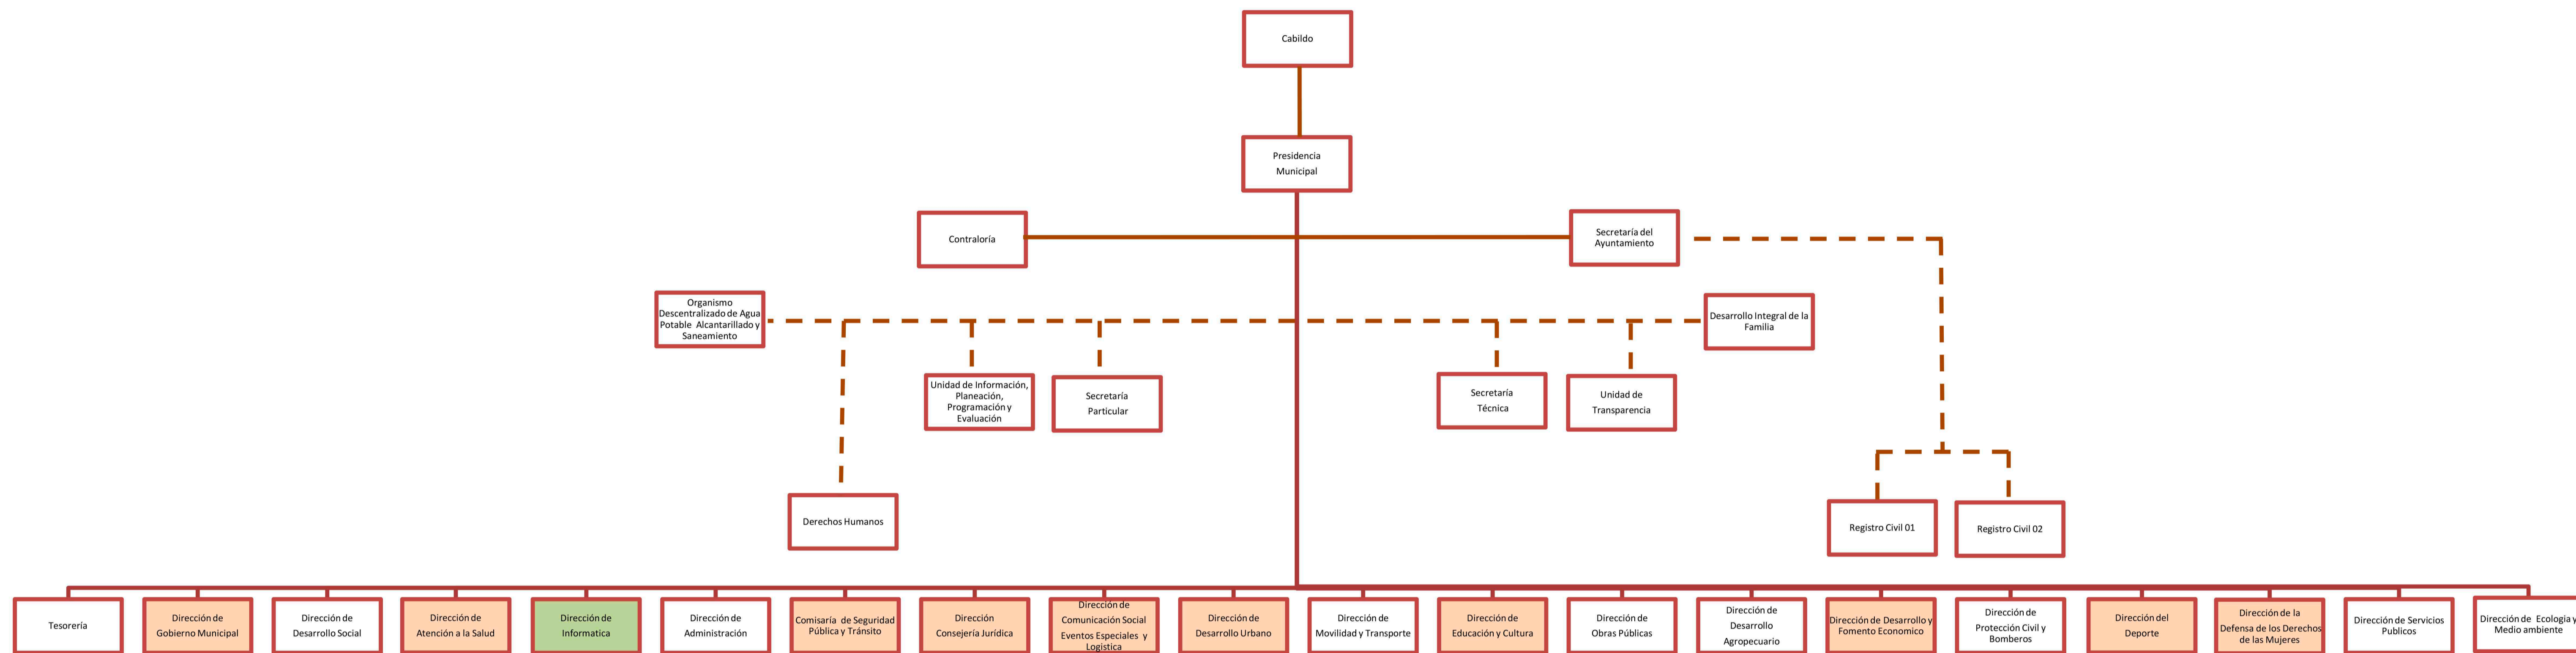 Cabildo
Presidencia
Municipal
Contraloría
Secretaría del
Ayuntamiento
Organismo
Descentralizado de Agua
Potable Alcantarillado y
Saneamiento
Desarrollo Integral de la
Familia
Unidad de Información,
Planeación,
Programación y
Evaluación
Secretaría
Particular
Secretaría
Técnica
Unidad de
Transparencia
Derechos Humanos
Registro Civil 01
Registro Civil 02
Tesorería
Dirección de
Gobierno Municipal
Dirección de
Desarrollo Social
Dirección de
Atención a la Salud
Dirección de
Informatica
Dirección de
Administración
Comisaría de Seguridad
Pública y Tránsito
Dirección
Consejería Jurídica
Dirección de
Comunicación Social
Eventos Especiales y
Logistica
Dirección de
Desarrollo Urbano
Dirección de
Movilidad y Transporte
Dirección de
Educación y Cultura
Dirección de
Obras Públicas
Dirección de
Desarrollo
Agropecuario
Dirección de Desarrollo y
Fomento Economico
Dirección de
Protección Civil y
Bomberos
Dirección del
Deporte
Dirección de la
Defensa de los Derechos
de las Mujeres
Dirección de Servicios
Publicos
Dirección de Ecologia y
Medio ambiente